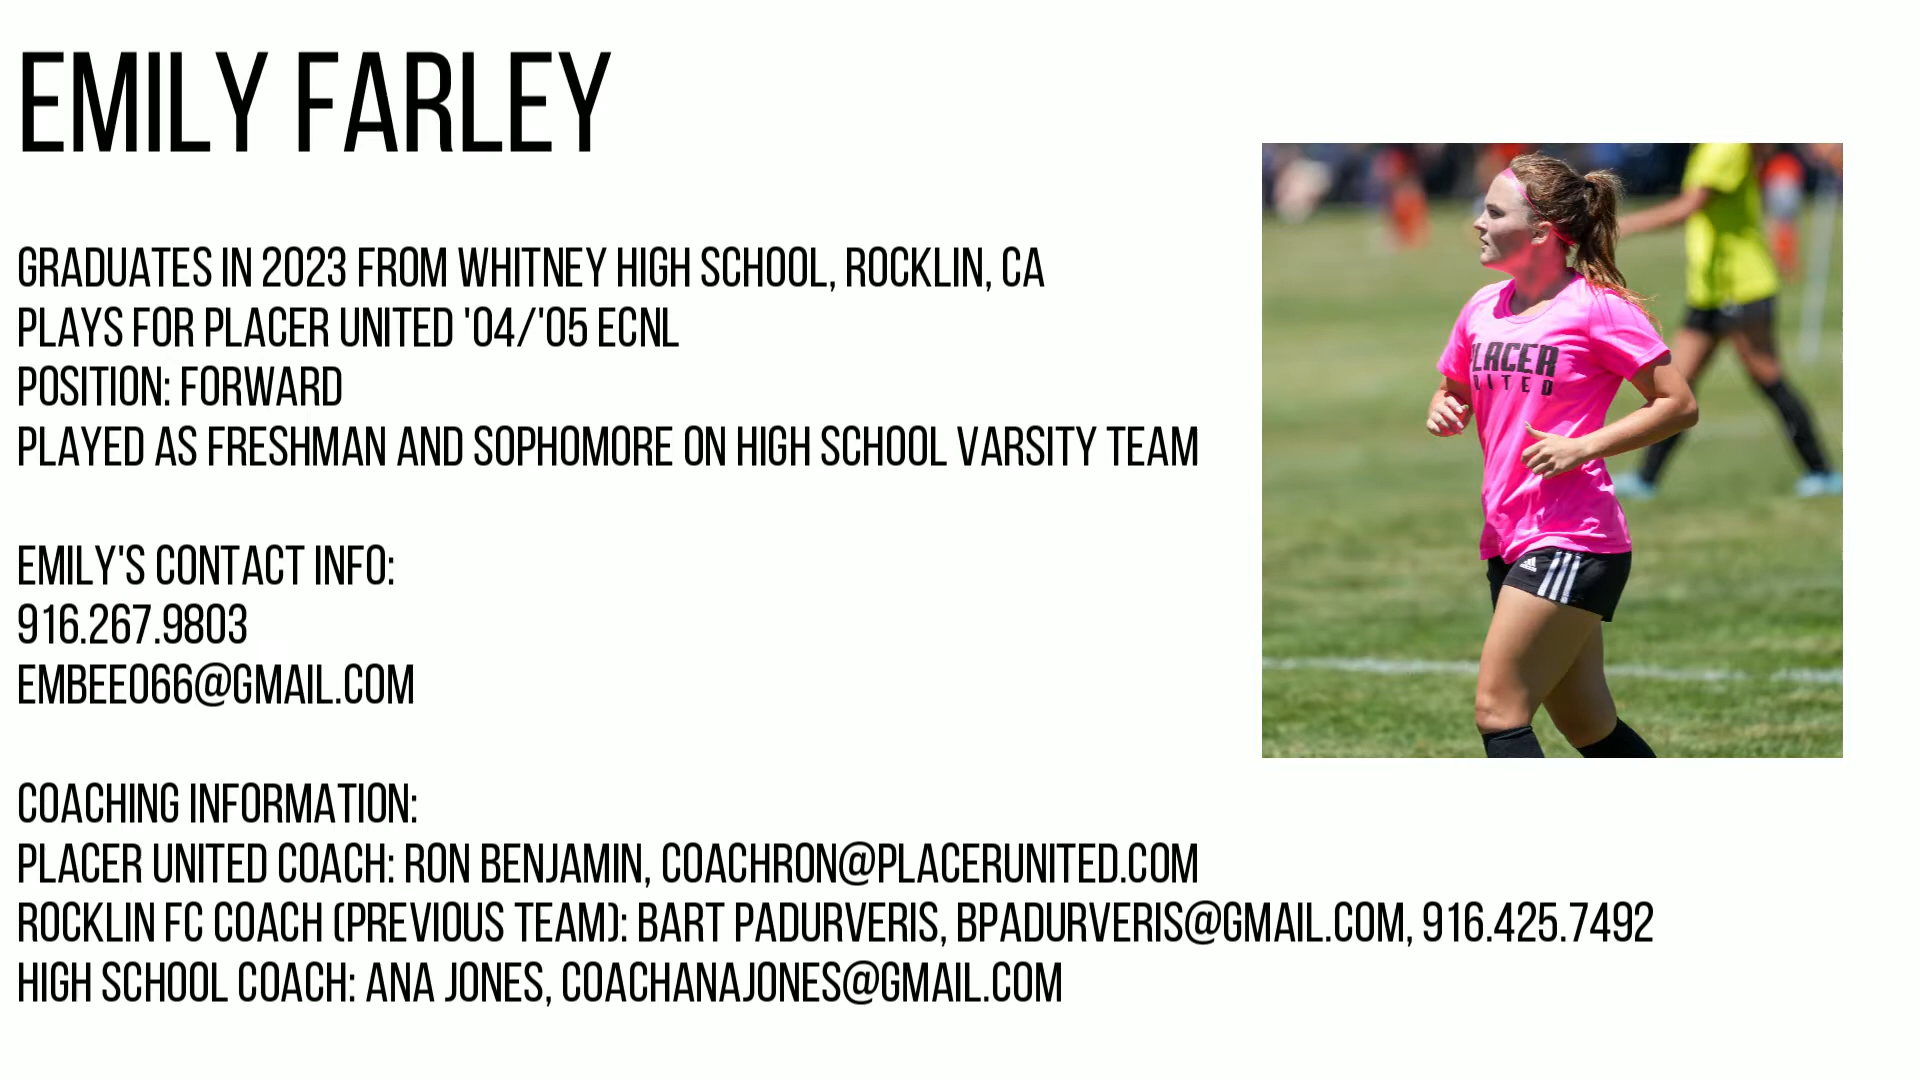 EMILY FARLEY
GRADUATES IN 2023 FROM WHITNEY HIGH SCHOOL, ROCKLIN, CA
PLAYS FOR PLACER UNITED '04/'05 ECNL
POSITION: FORWARD
PLAYED AS FRESHMAN AND SOPHOMORE ON HIGH SCHOOL VARSITY TEAM
EMILY'S CONTACT INFO:
916.267.9803
EMBEE066@GMAIL.COM
COACHING INFORMATION:
PLACER UNITED COACH: RON BENJAMIN, COACHRON@PLACERUNITED.COM
ROCKLIN FC COACH (PREVIOUS TEAM): BART PADURVERIS, BPADURVERIS@GMAIL.COM, 916.425.7492
HIGH SCHOOL COACH: ANA JONES, COACHANAJONES@GMAIL.COM
PLACER
UNITED